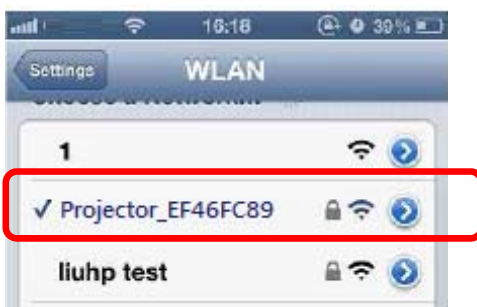 16:18 39%
Settings WLAN
1
✓ Projector_EF46FC89
liuhp test